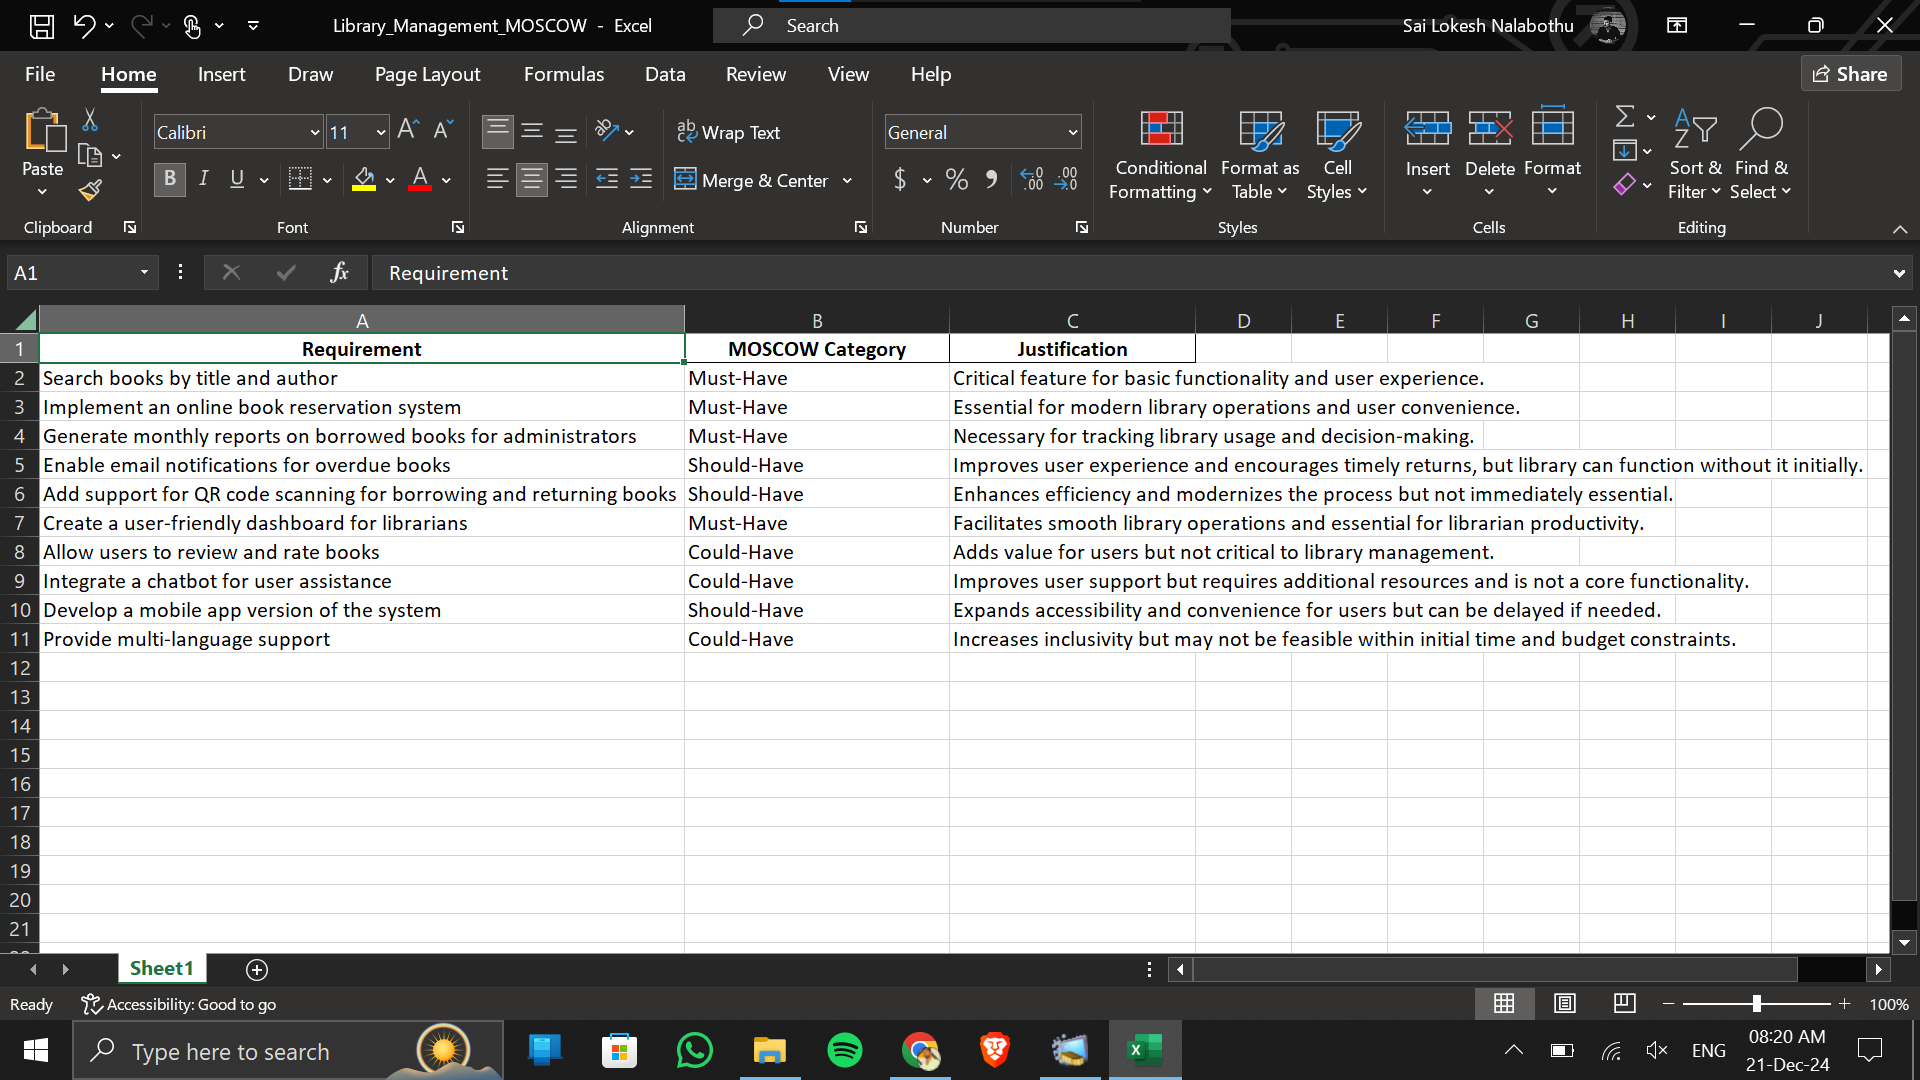 Library_Management_MOSCOW - Excel
Search
Sai Lokesh Nalabothu
File Home Insert Draw Page Layout Formulas Data Review View Help
Share
Paste
Clipboard
Calibri 11
B I U
Font
Wrap Text
Merge & Center
Alignment
General
$ % 9
Number
Conditional Formatting
Format as Table
Cell Styles
Styles
Insert Delete Format
Cells
Sort & Filter
Find & Select
Editing
A1 fx Requirement
A B C D E F G H I J
1 Requirement MOSCOW Category Justification
2 Search books by title and author Must-Have Critical feature for basic functionality and user experience.
3 Implement an online book reservation system Must-Have Essential for modern library operations and user convenience.
4 Generate monthly reports on borrowed books for administrators Must-Have Necessary for tracking library usage and decision-making.
5 Enable email notifications for overdue books Should-Have Improves user experience and encourages timely returns, but library can function without it initially.
6 Add support for QR code scanning for borrowing and returning books Should-Have Enhances efficiency and modernizes the process but not immediately essential.
7 Create a user-friendly dashboard for librarians Must-Have Facilitates smooth library operations and essential for librarian productivity.
8 Allow users to review and rate books Could-Have Adds value for users but not critical to library management.
9 Integrate a chatbot for user assistance Could-Have Improves user support but requires additional resources and is not a core functionality.
10 Develop a mobile app version of the system Should-Have Expands accessibility and convenience for users but can be delayed if needed.
11 Provide multi-language support Could-Have Increases inclusivity but may not be feasible within initial time and budget constraints.
12
13
14
15
16
17
18
19
20
21
Sheet1
Ready Accessibility: Good to go 100%
Type here to search
ENG
08:20 AM
21-Dec-24